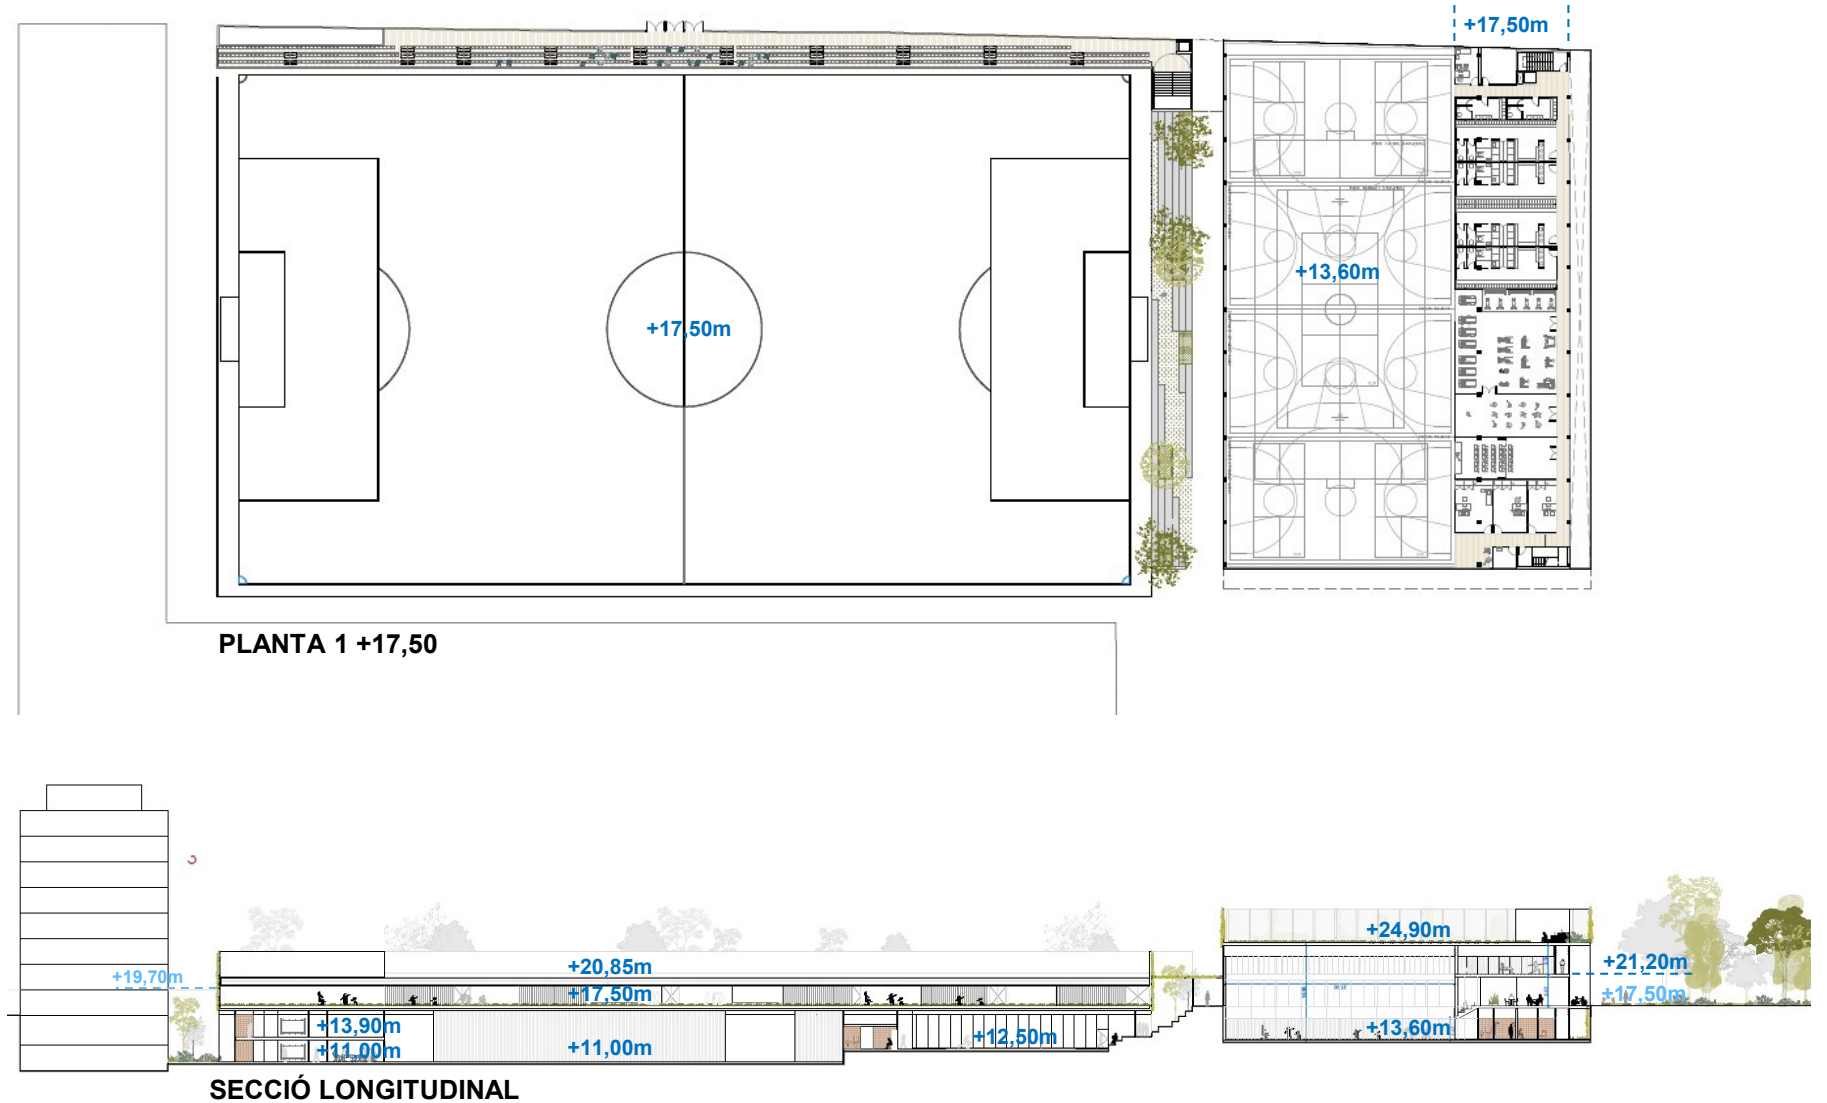 +17,50m
+13,60m
+17,50m
PLANTA 1 +17,50
+24,90m
+20,85m
+21,20m
+19,70m
+17,50m
+17,50m
+13,90m
+13,60m
+12,50m
+11,00m
+11,00m
SECCIÓ LONGITUDINAL